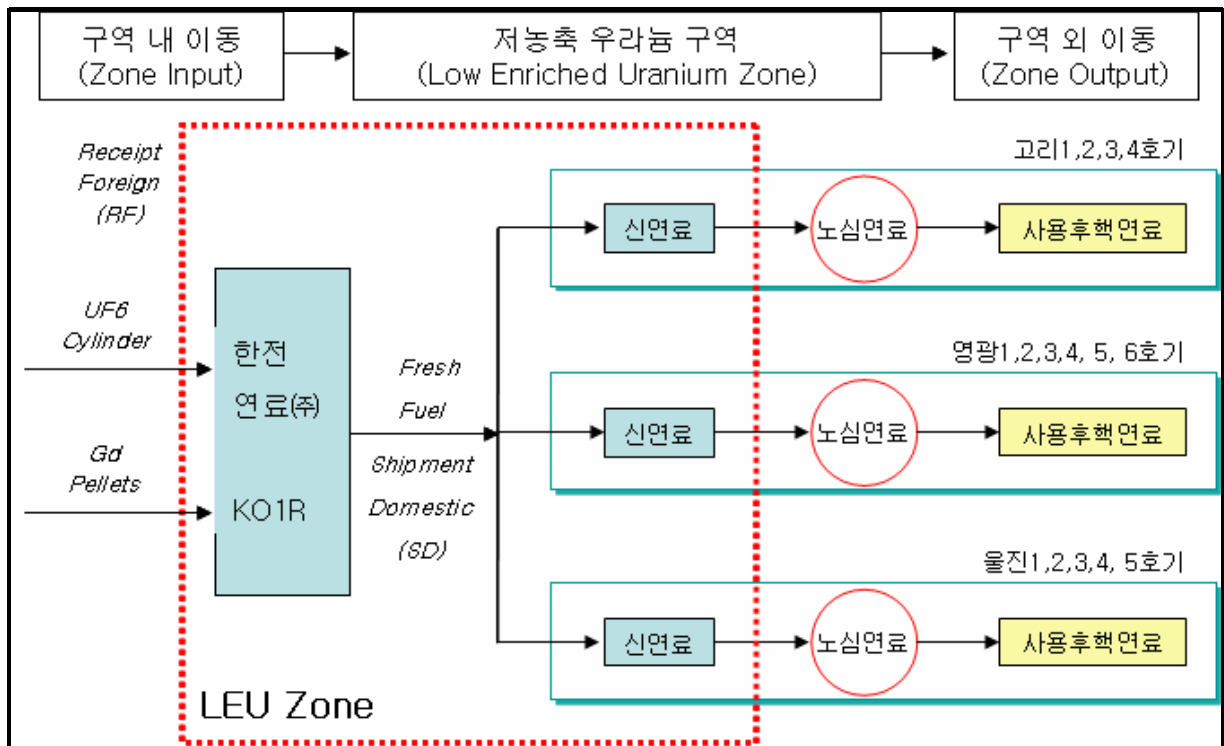 구역 내 이동
(Zone Input)
저농축 우라늄 구역
(Low Enriched Uranium Zone)
구역 외 이동
(Zone Output)
Receipt
Foreign
(RF)
UF6
Cylinder
Gd
Pellets
한전
연료㈜
KO1R
Fresh
Fuel
Shipment
Domestic
(SD)
고리1,2,3,4호기
신연료
노심연료
사용후핵연료
영광1,2,3,4, 5, 6호기
신연료
노심연료
사용후핵연료
울진1,2,3,4, 5호기
신연료
노심연료
사용후핵연료
LEU Zone